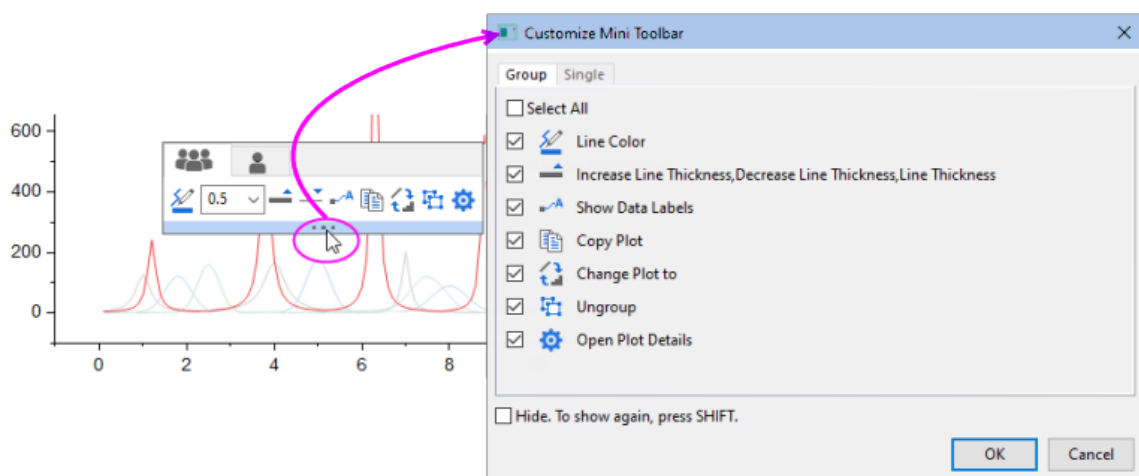 Customize Mini Toolbar
Group Single
Select All
Line Color
Increase Line Thickness,Decrease Line Thickness,Line Thickness
Show Data Labels
Copy Plot
Change Plot to
Ungroup
Open Plot Details
Hide. To show again, press SHIFT.
OK Cancel
600
400
200
0
0 2 4 6 8
0.5
A
A